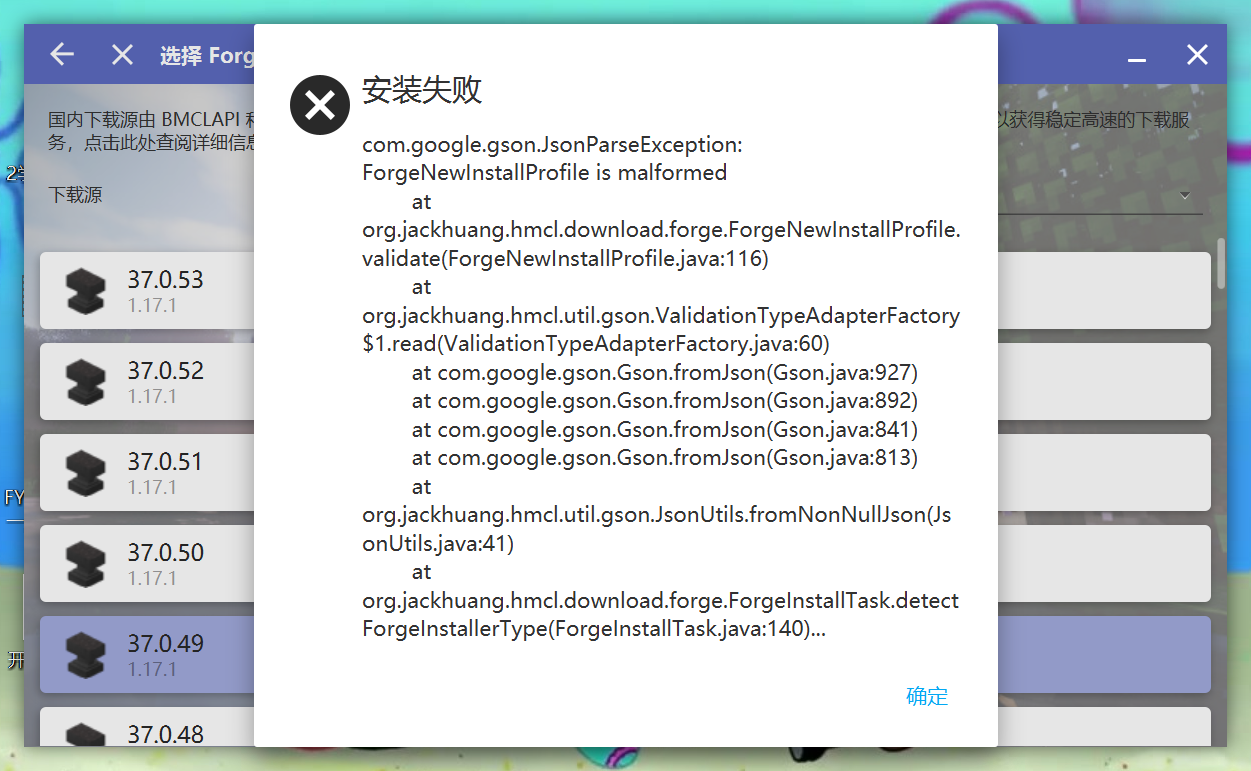 选择 Forg
国内下载源由 BMCLAPI
以获得稳定高速的下载服
务，点击此处查阅详细信息
下载源
安装失败
com.google.gson.JsonParseException:
ForgeNewInstallProfile is malformed
at
org.jackhuang.hmcl.download.forge.ForgeNewInstallProfile.
validate(ForgeNewInstallProfile.java:116)
at
org.jackhuang.hmcl.util.gson.ValidationTypeAdapterFactory
$1.read(ValidationTypeAdapterFactory.java:60)
at com.google.gson.Gson.fromJson(Gson.java:927)
at com.google.gson.Gson.fromJson(Gson.java:892)
at com.google.gson.Gson.fromJson(Gson.java:841)
at com.google.gson.Gson.fromJson(Gson.java:813)
at
org.jackhuang.hmcl.util.gson.JsonUtils.fromNonNullJson(Js
onUtils.java:41)
at
org.jackhuang.hmcl.download.forge.ForgeInstallTask.detect
ForgeInstallerType(ForgeInstallTask.java:140)...
确定
37.0.53
1.17.1
37.0.52
1.17.1
37.0.51
1.17.1
37.0.50
1.17.1
37.0.49
1.17.1
37.0.48
FY
开